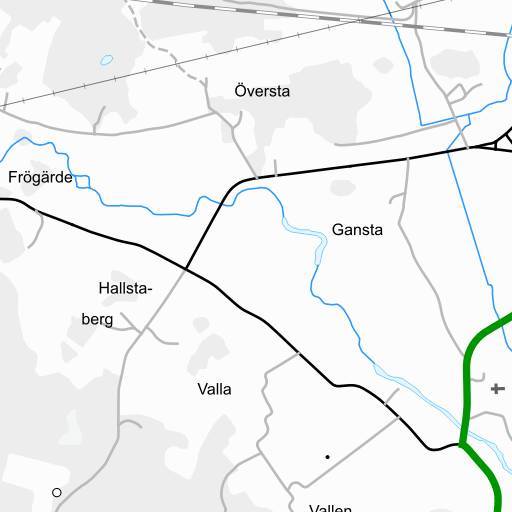 Översta
Frögärde
Gansta
Hallsta-
berg
Valla
Vallen